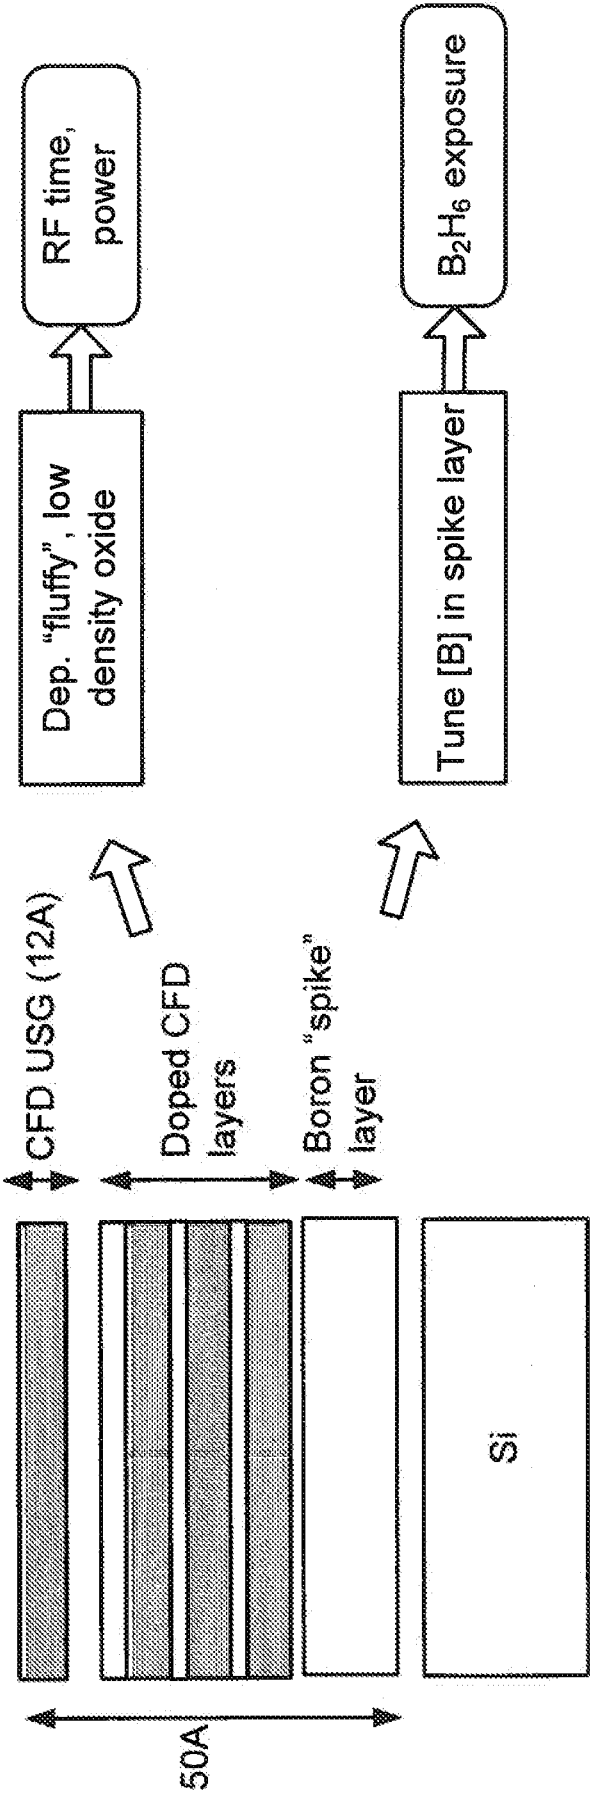 50A
CFD USG (12A)
Doped CFD
layers
Boron “spike”
layer
Si
Dep. “fluffy”, low
density oxide
RF time,
power
Tune [B] in spike layer
B₂H₆ exposure